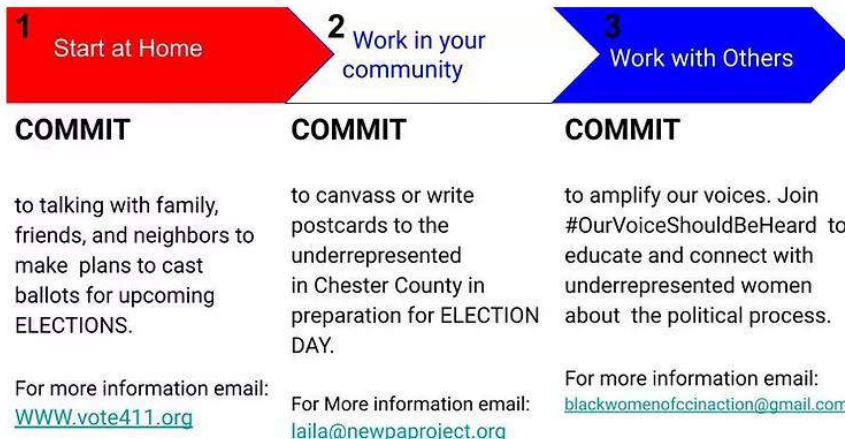 1
Start at Home
2
Work in your
community
3
Work with Others
COMMIT
to talking with family,
friends, and neighbors to
make plans to cast
ballots for upcoming
ELECTIONS.
For more information email:
WWW.vote411.org
COMMIT
to canvass or write
postcards to the
underrepresented
in Chester County in
preparation for ELECTION
DAY.
For More information email:
laila@newpaproject.org
COMMIT
to amplify our voices. Join
#OurVoiceShouldBeHeard to
educate and connect with
underrepresented women
about the political process.
For more information email:
blackwomenofccinaction@gmail.com